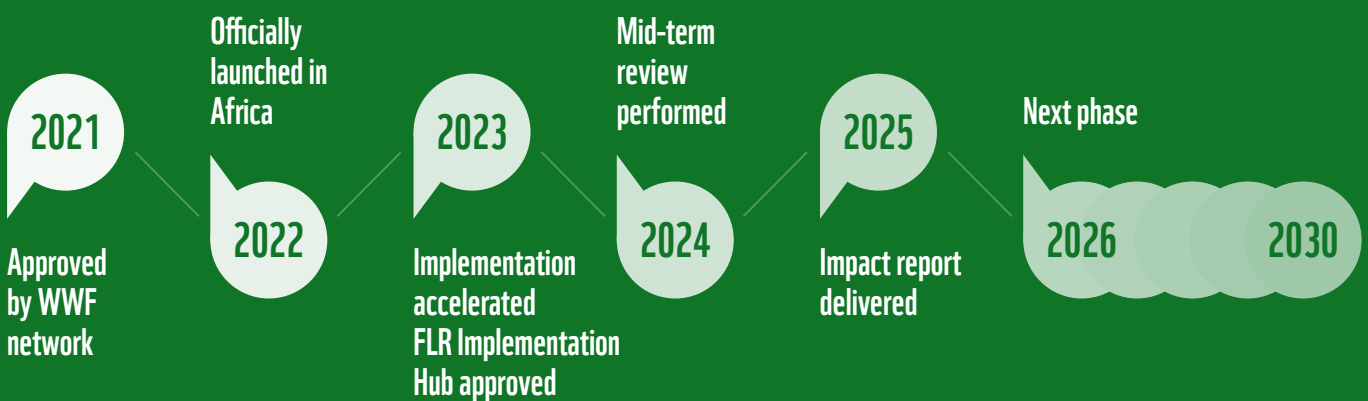 2021
Approved
by WWF
network
Officially
launched in
Africa
2022
2023
Implementation
accelerated
FLR Implementation
Hub approved
Mid-term
review
performed
2024
2025
Impact report
delivered
Next phase
2026
2030